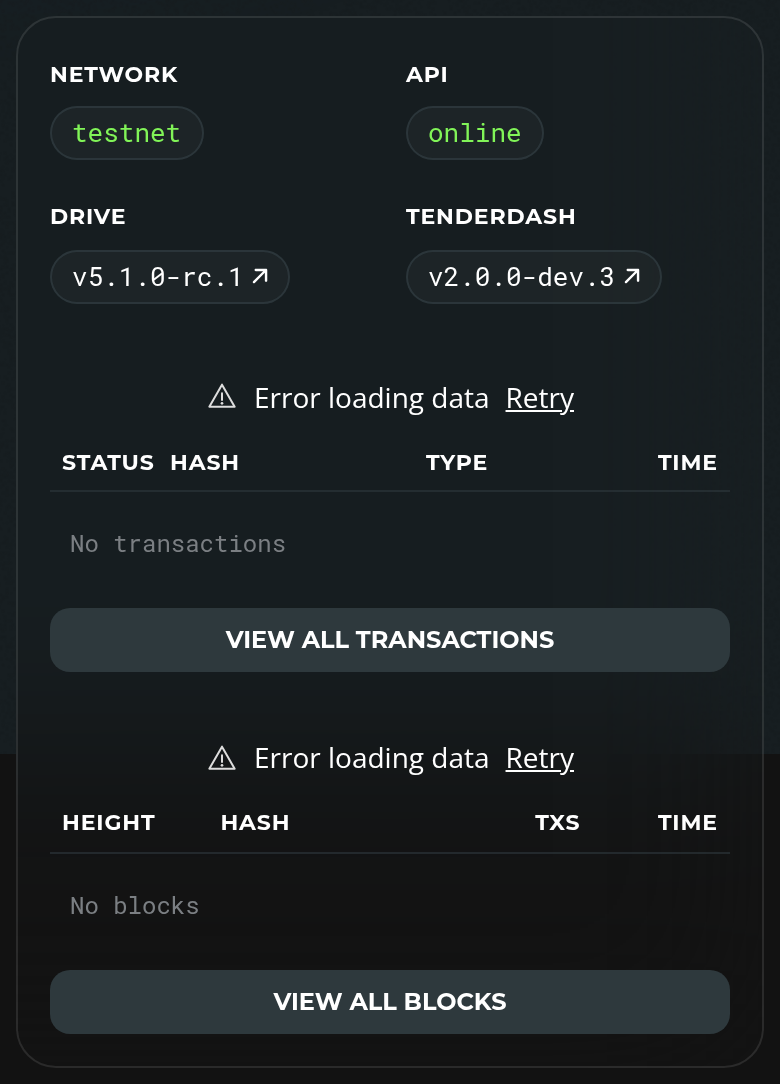 NETWORK API
testnet online
DRIVE TENDERDASH
v5.1.0-rc.1 v2.0.0-dev.3
Error loading data Retry
STATUS HASH TYPE TIME
No transactions
VIEW ALL TRANSACTIONS
Error loading data Retry
HEIGHT HASH TXS TIME
No blocks
VIEW ALL BLOCKS